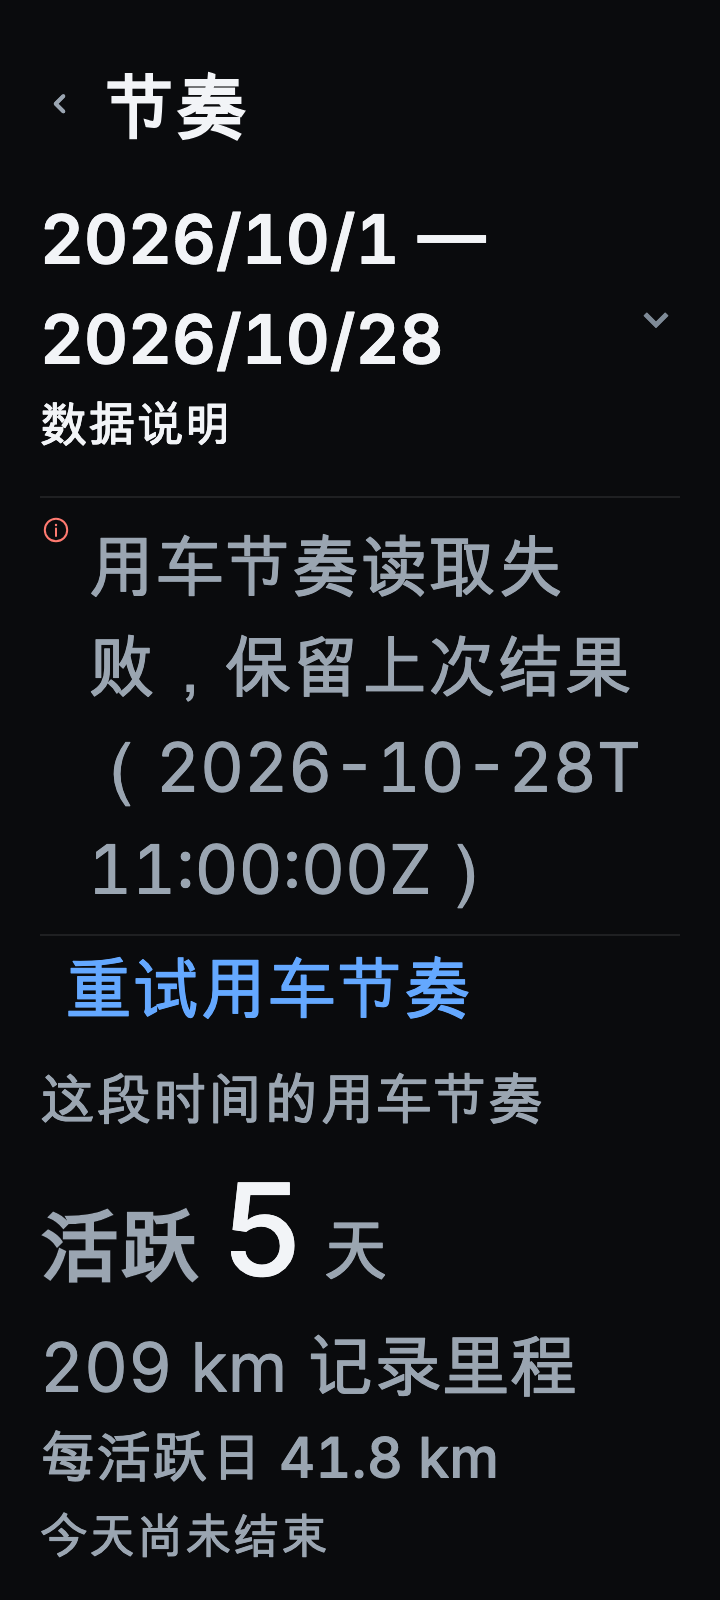 节奏
2026/10/1 —
2026/10/28
数据说明
用车节奏读取失
败，保留上次结果
（2026-10-28T
11:00:00Z）
重试用车节奏
这段时间的用车节奏
活跃 5 天
209 km 记录里程
每活跃日 41.8 km
今天尚未结束